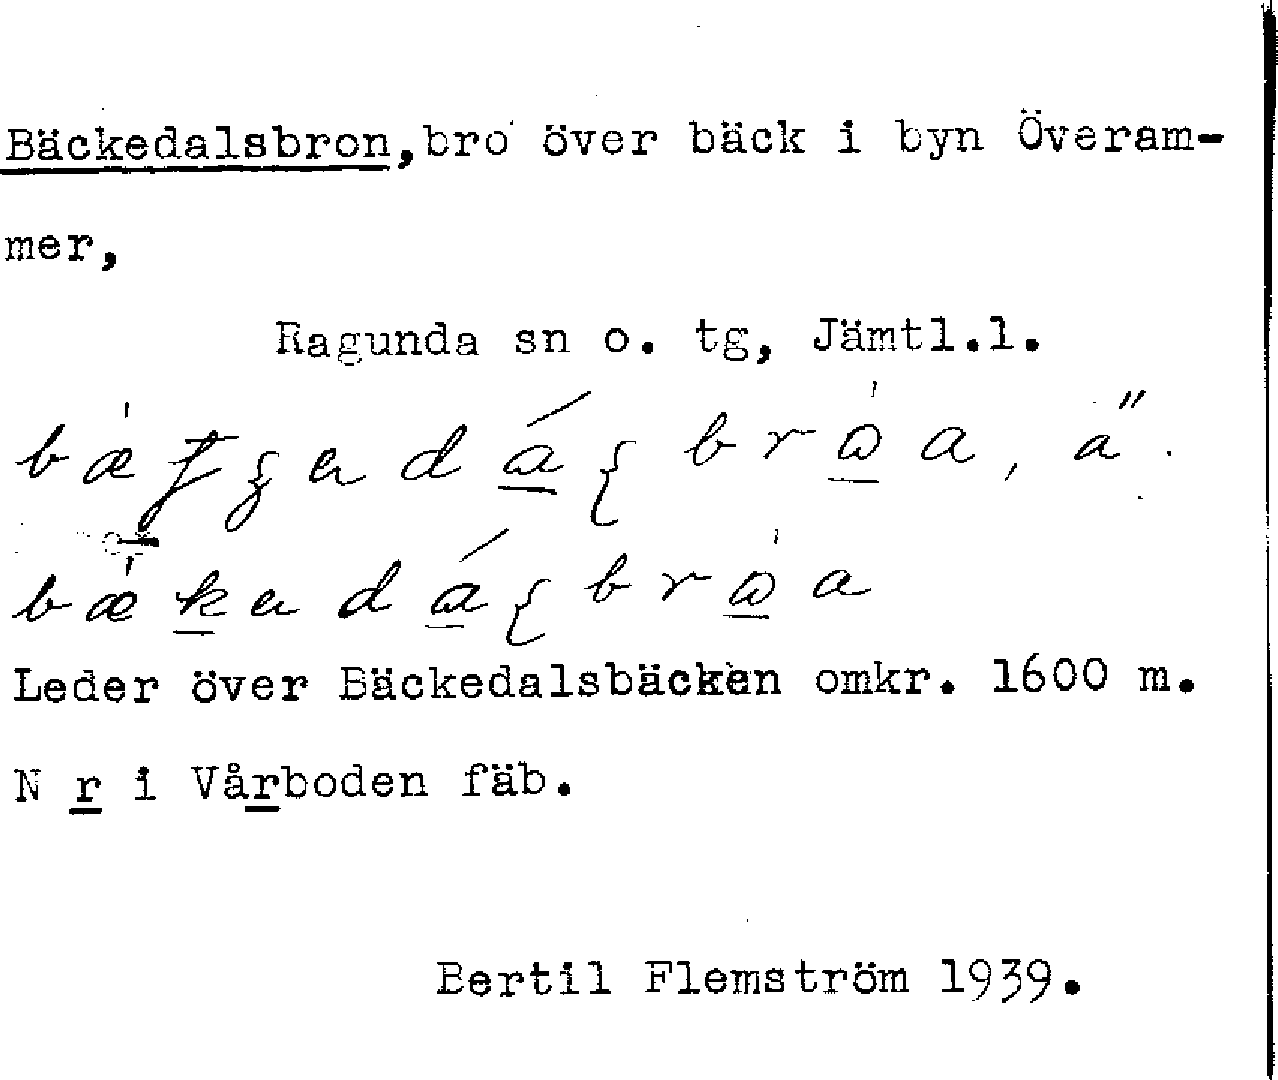 Bäckedalsbron, bro över bäck i byn Överam-
mer,
Ragunda sn o. tg, Jämtl.l.
Leder över Bäckedalsbäcken omkr. 1600 m.
N r i Vårboden fäb.
Bertil Flemström 1939.